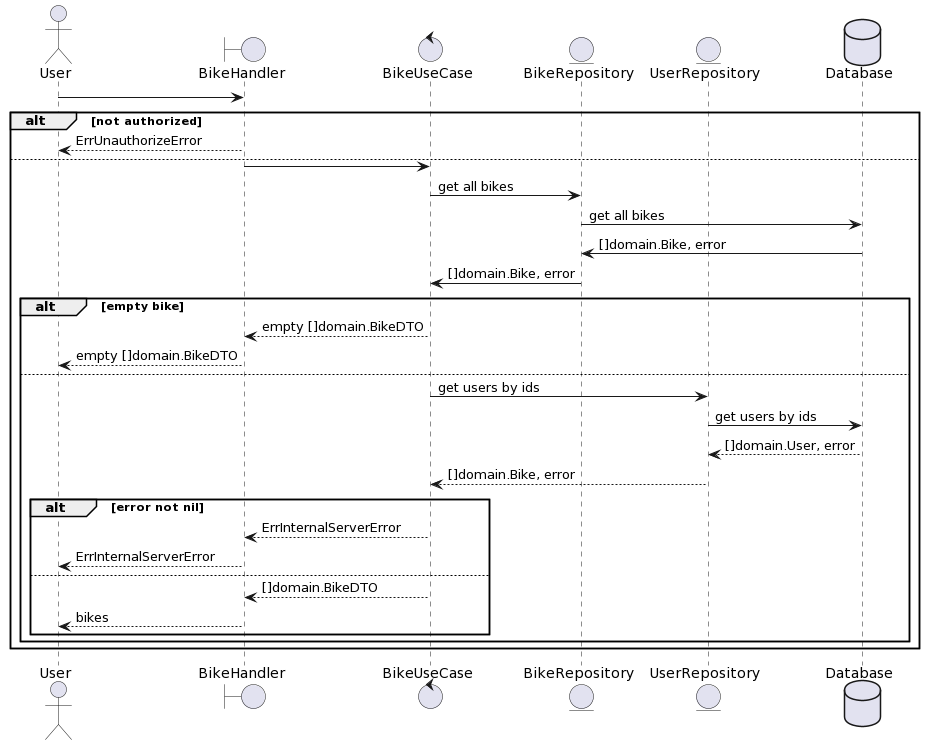 User
BikeHandler
BikeUseCase
BikeRepository
UserRepository
Database
alt
[not authorized]
ErrUnauthorizeError
get all bikes
get all bikes
[]domain.Bike, error
[]domain.Bike, error
alt
[empty bike]
empty []domain.BikeDTO
empty []domain.BikeDTO
get users by ids
get users by ids
[]domain.User, error
[]domain.Bike, error
alt
[error not nil]
ErrInternalServerError
ErrInternalServerError
[]domain.BikeDTO
bikes
User
BikeHandler
BikeUseCase
BikeRepository
UserRepository
Database